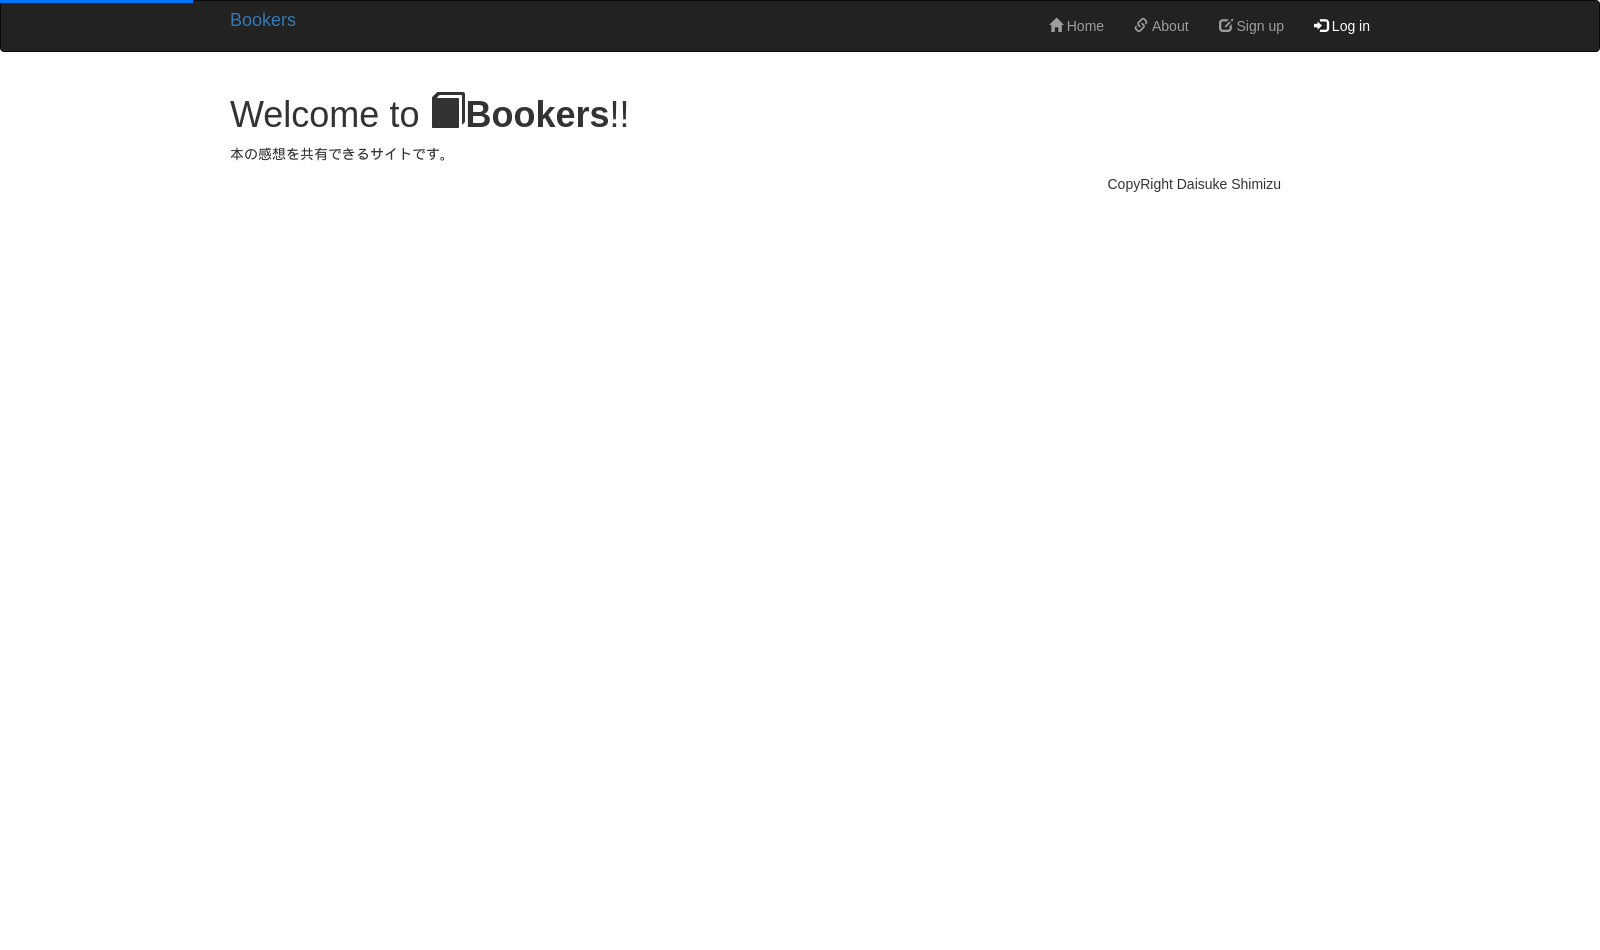 Bookers
Home About Sign up Log in
Welcome to Bookers!!
本の感想を共有できるサイトです。
CopyRight Daisuke Shimizu